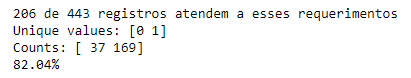 206 de 443 registros atendem a esses requerimentos
Unique values: [0 1]
Counts: [ 37 169]
82.04%